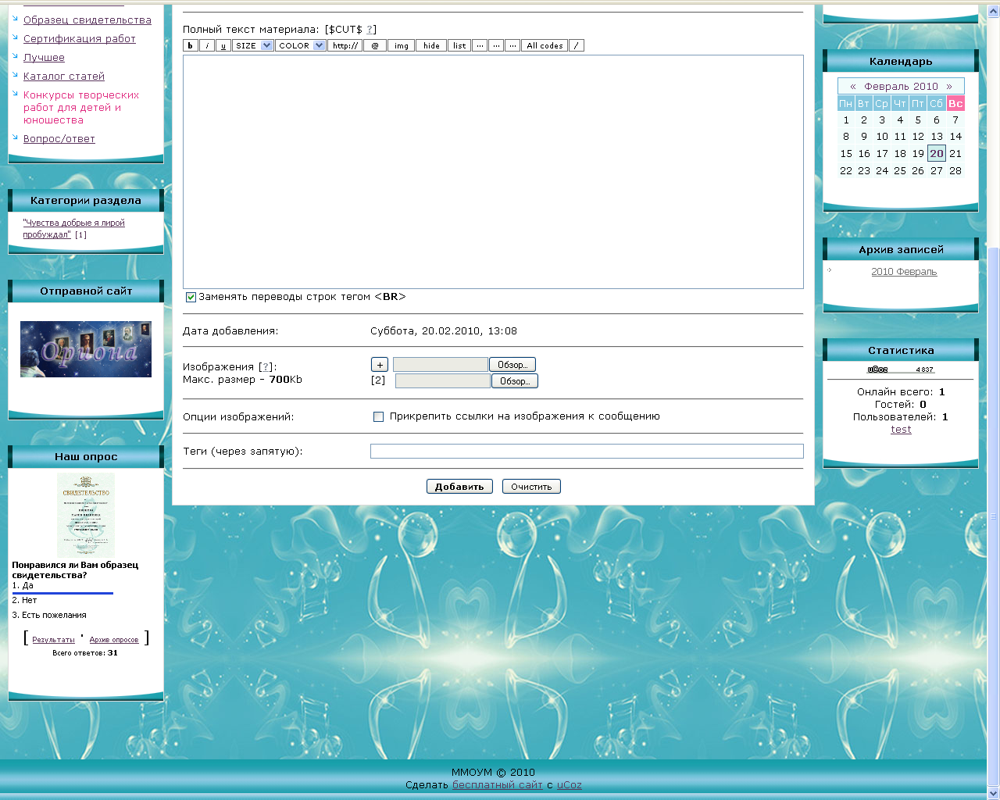 Образец свидетельства
Сертификация работ
Лучшее
Каталог статей
Конкурсы творческих
работ для детей и
юношества
Вопрос/ответ
Категории раздела
"Чувства добрые я лирой
пробуждал" [1]
Отправной сайт
Ориона
Наш опрос
СВИДЕТЕЛЬСТВО
Понравился ли Вам образец
свидетельства?
1. Да
2. Нет
3. Есть пожелания
[ Результаты · Архив опросов ]
Всего ответов: 31
Полный текст материала: [$CUT$ ?]
b i u SIZE COLOR http:// @ img hide list ... ... ... All codes /
Заменять переводы строк тегом <BR>
Дата добавления: Суббота, 20.02.2010, 13:08
Изображения [?]: + Обзор...
Макс. размер - 700Kb [2] Обзор...
Опции изображений: Прикрепить ссылки на изображения к сообщению
Теги (через запятую):
Добавить Очистить
Календарь
« Февраль 2010 »
Пн Вт Ср Чт Пт Сб Вс
1 2 3 4 5 6 7
8 9 10 11 12 13 14
15 16 17 18 19 20 21
22 23 24 25 26 27 28
Архив записей
2010 Февраль
Статистика
uCoz 4837
Онлайн всего: 1
Гостей: 0
Пользователей: 1
test
ММОУМ © 2010
Сделать бесплатный сайт с uCoz